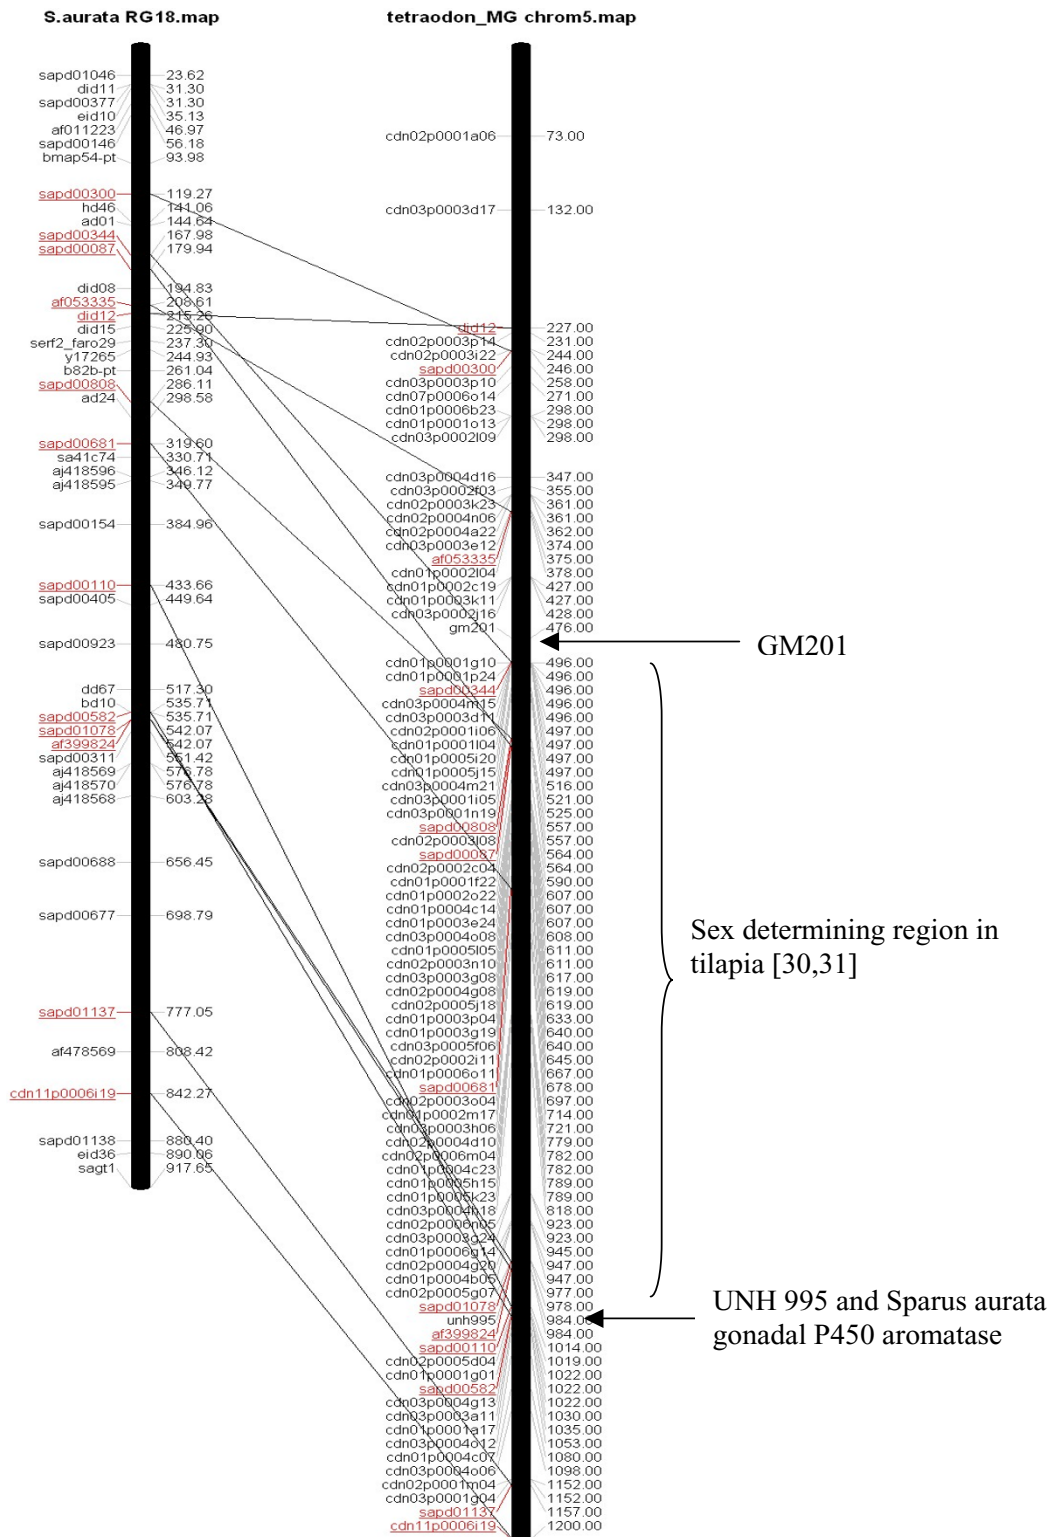 S.aurata RG18.map
tetraodon_MG chrom5.map
sapd01046 23.62
did11 31.30
sapd00377 31.30
eid10 35.13
af011223 46.97
sapd00146 56.18
bmap54-pt 93.98
sapd00300 119.27
hd46 141.06
ad01 144.64
sapd00344 167.98
sapd00087 179.94
did08 194.83
af053335 208.61
did12 215.26
did15 225.90
serf2_faro29 237.30
y17265 244.93
b82b-pt 261.04
sapd00808 286.11
ad24 298.58
sapd00681 319.60
sa41c74 330.71
aj418596 346.12
aj418595 349.77
sapd00154 384.96
sapd00110 433.66
sapd00405 449.64
sapd00923 480.75
dd67 517.30
bd10 535.71
sapd00582 535.71
sapd01078 542.07
af399824 542.07
sapd00311 551.42
aj418569 576.78
aj418570 576.78
aj418568 603.28
sapd00688 656.45
sapd00677 698.79
sapd01137 777.05
af478569 808.42
cdn11p0006i19 842.27
sapd01138 880.40
eid36 890.06
sagt1 917.65
cdn02p0001a06 73.00
cdn03p0003d17 132.00
did12 227.00
cdn02p0003p14 231.00
cdn02p0003i22 244.00
sapd00300 246.00
cdn03p0003p10 258.00
cdn07p0006o14 271.00
cdn01p0006b23 298.00
cdn01p0001o13 298.00
cdn03p0002l09 298.00
cdn03p0004d16 347.00
cdn03p0002f03 355.00
cdn02p0003k23 361.00
cdn02p0004n06 361.00
cdn02p0004a22 362.00
cdn03p0003e12 374.00
af053335 375.00
cdn01p0002l04 378.00
cdn01p0002c19 427.00
cdn01p0003k11 427.00
cdn03p0002j16 428.00
gm201 476.00
GM201
cdn01p0001g10 496.00
cdn01p0001p24 496.00
sapd00344 496.00
cdn03p0004m15 496.00
cdn03p0003d11 496.00
cdn02p0001i06 497.00
cdn01p0001l04 497.00
cdn01p0005i20 497.00
cdn01p0005j15 497.00
cdn03p0004m21 516.00
cdn03p0001i05 521.00
cdn03p0001n19 525.00
sapd00808 557.00
cdn02p0003l08 557.00
sapd00087 564.00
cdn02p0002c04 564.00
cdn01p0001f22 590.00
cdn01p0002o22 607.00
cdn01p0004c14 607.00
cdn01p0003e24 607.00
cdn03p0004o08 608.00
cdn01p0005l05 611.00
cdn02p0003n10 611.00
cdn03p0003g08 617.00
cdn02p0004g08 619.00
cdn02p0005j18 619.00
cdn01p0003p04 633.00
cdn01p0003g19 640.00
cdn03p0005f06 640.00
cdn02p0002i11 645.00
cdn01p0006o11 667.00
sapd00681 678.00
cdn02p0003o04 697.00
cdn01p0002m17 714.00
cdn03p0003h06 721.00
cdn02p0004d10 779.00
cdn02p0006m04 782.00
cdn01p0004c23 782.00
cdn01p0005h15 789.00
cdn01p0005k23 789.00
cdn03p0004h18 818.00
cdn02p0006n05 923.00
cdn03p0003g24 923.00
cdn01p0006g14 945.00
cdn02p0004g20 947.00
cdn01p0004b05 947.00
cdn02p0005g07 977.00
sapd01078 978.00
unh995 984.00
af399824 984.00
sapd00110 1014.00
cdn02p0005d04 1019.00
cdn01p0001g01 1022.00
sapd00582 1022.00
cdn03p0004g13 1022.00
cdn03p0003a11 1030.00
cdn01p0001a17 1035.00
cdn03p0004o12 1053.00
cdn01p0004c07 1080.00
cdn03p0004o06 1098.00
cdn02p0001m04 1152.00
cdn03p0001g04 1152.00
sapd01137 1157.00
cdn11p0006i19 1200.00
Sex determining region in
tilapia [30,31]
UNH 995 and Sparus aurata
gonadal P450 aromatase